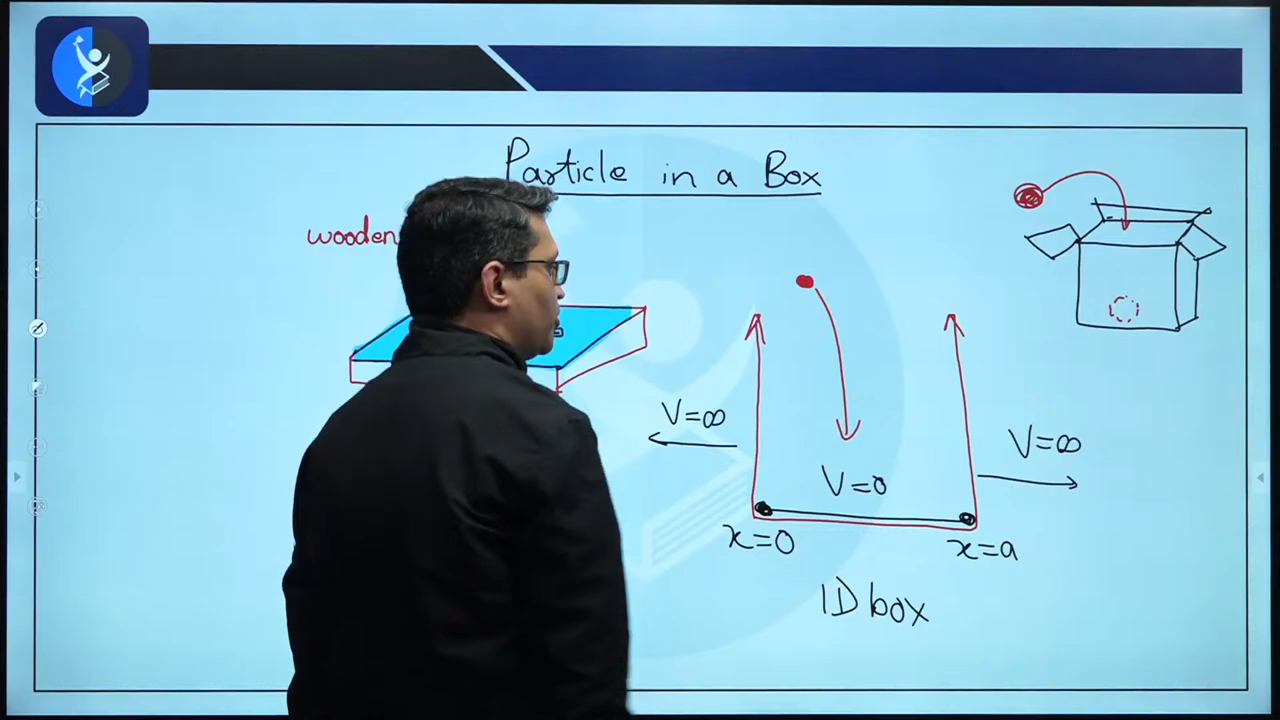 Particle in a Box
wooden
V=∞
V=∞
V=0
x=0
x=a
1D box